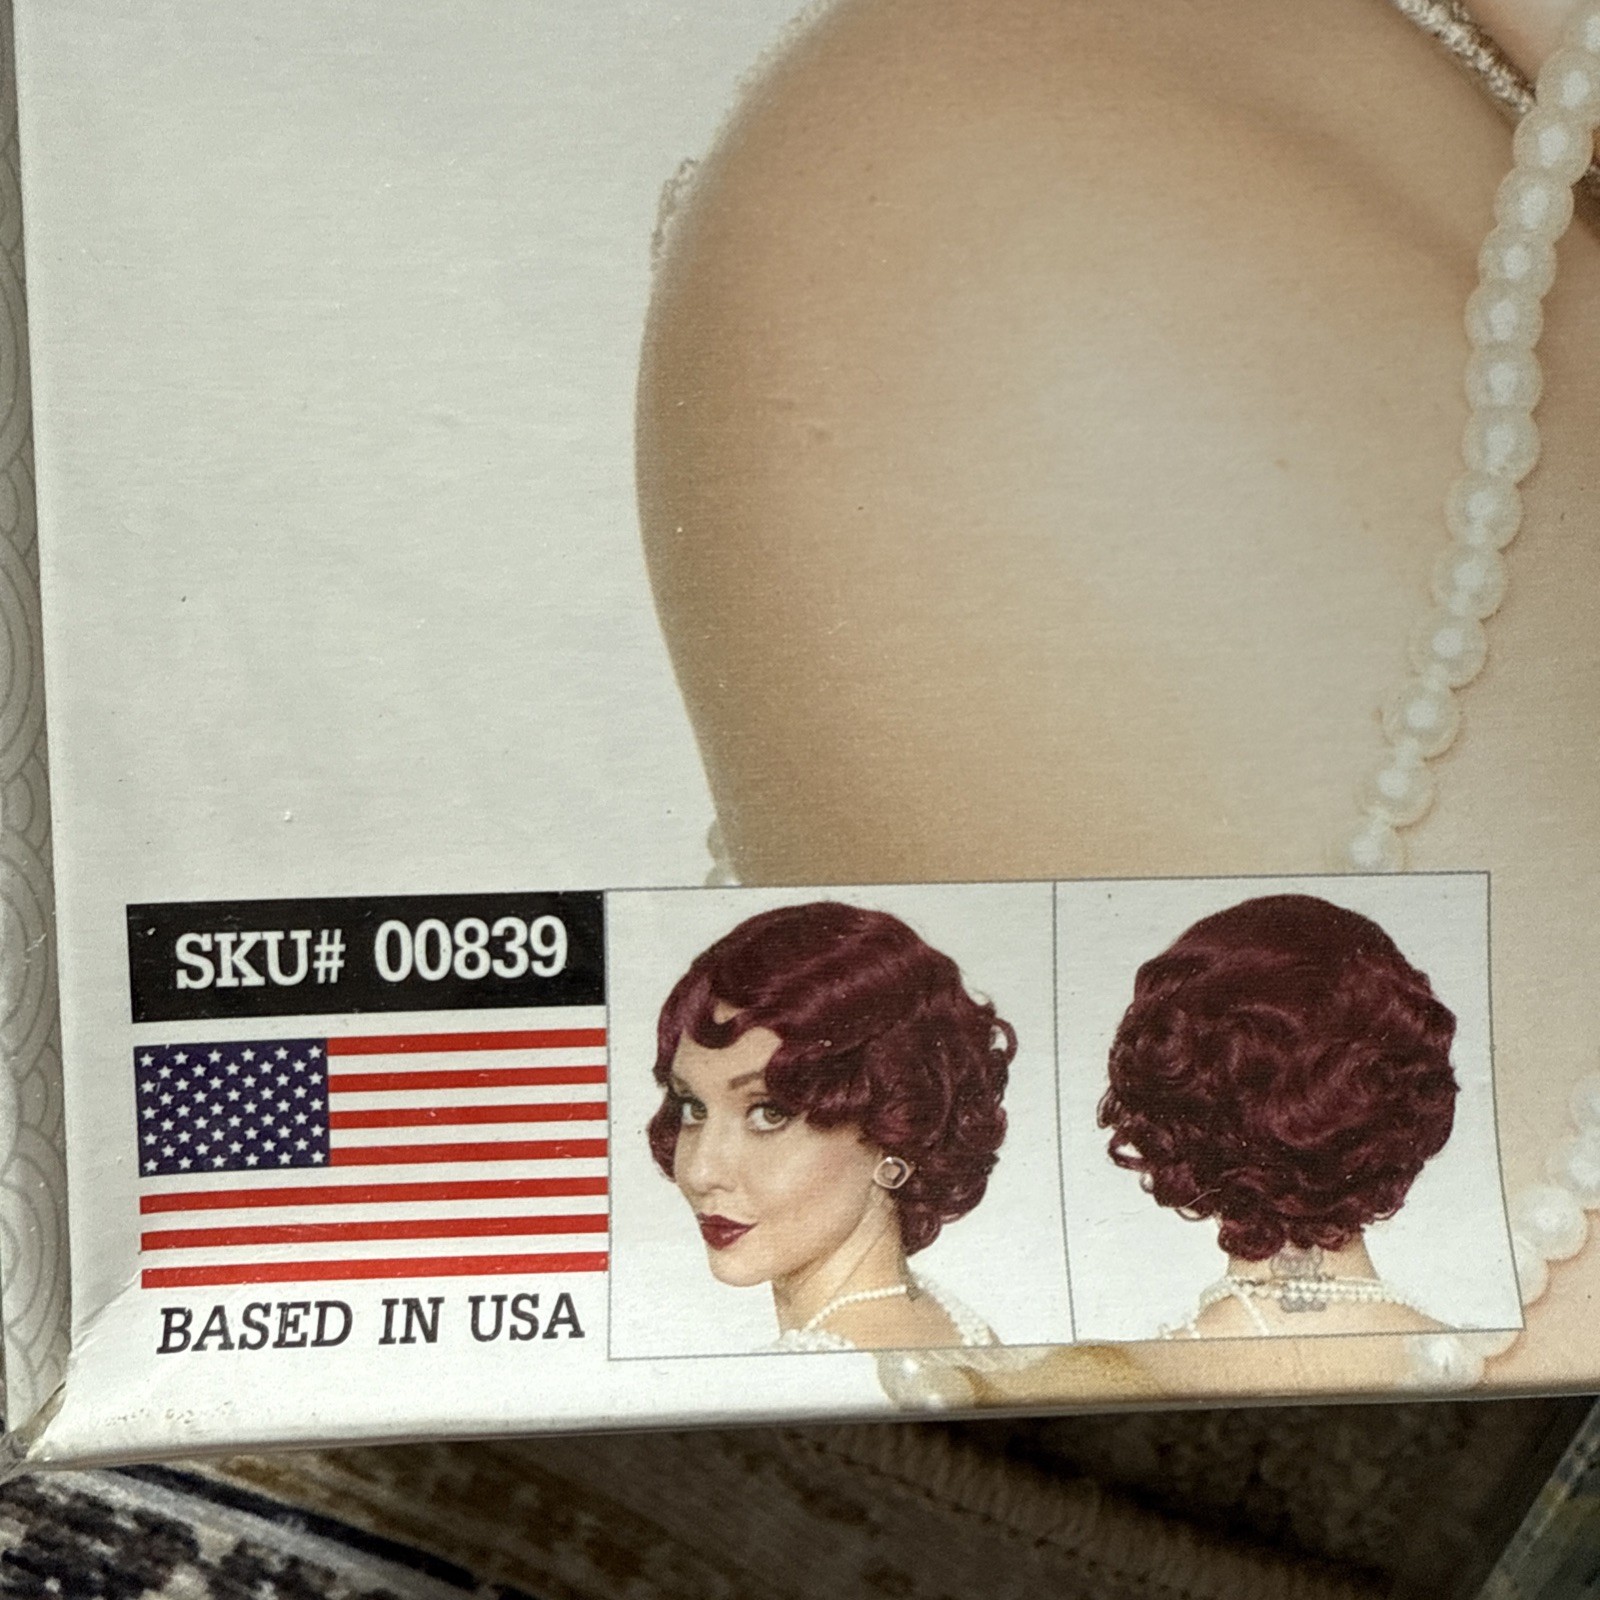 SKU# 00839
BASED IN USA